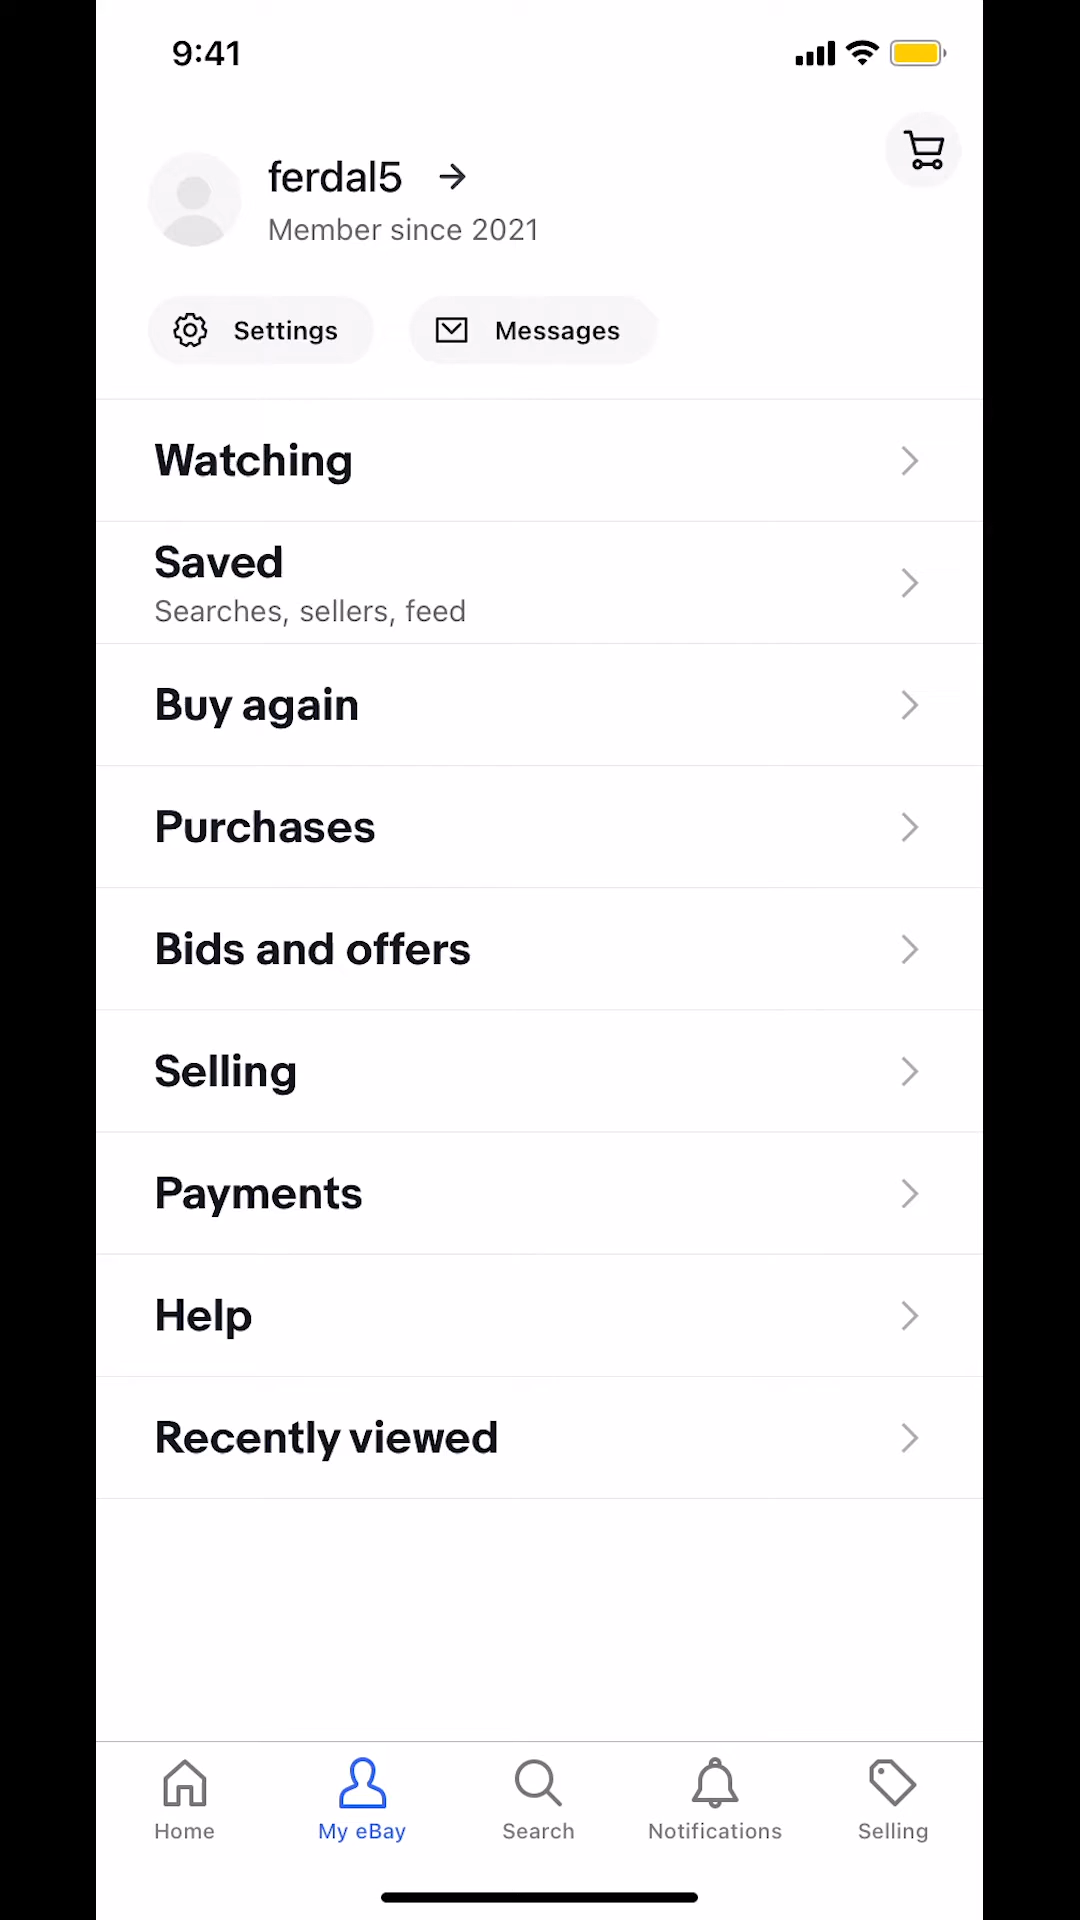 9:41
ferdal5
Member since 2021
Settings
Messages
Watching
Saved
Searches, sellers, feed
Buy again
Purchases
Bids and offers
Selling
Payments
Help
Recently viewed
Home
My eBay
Search
Notifications
Selling